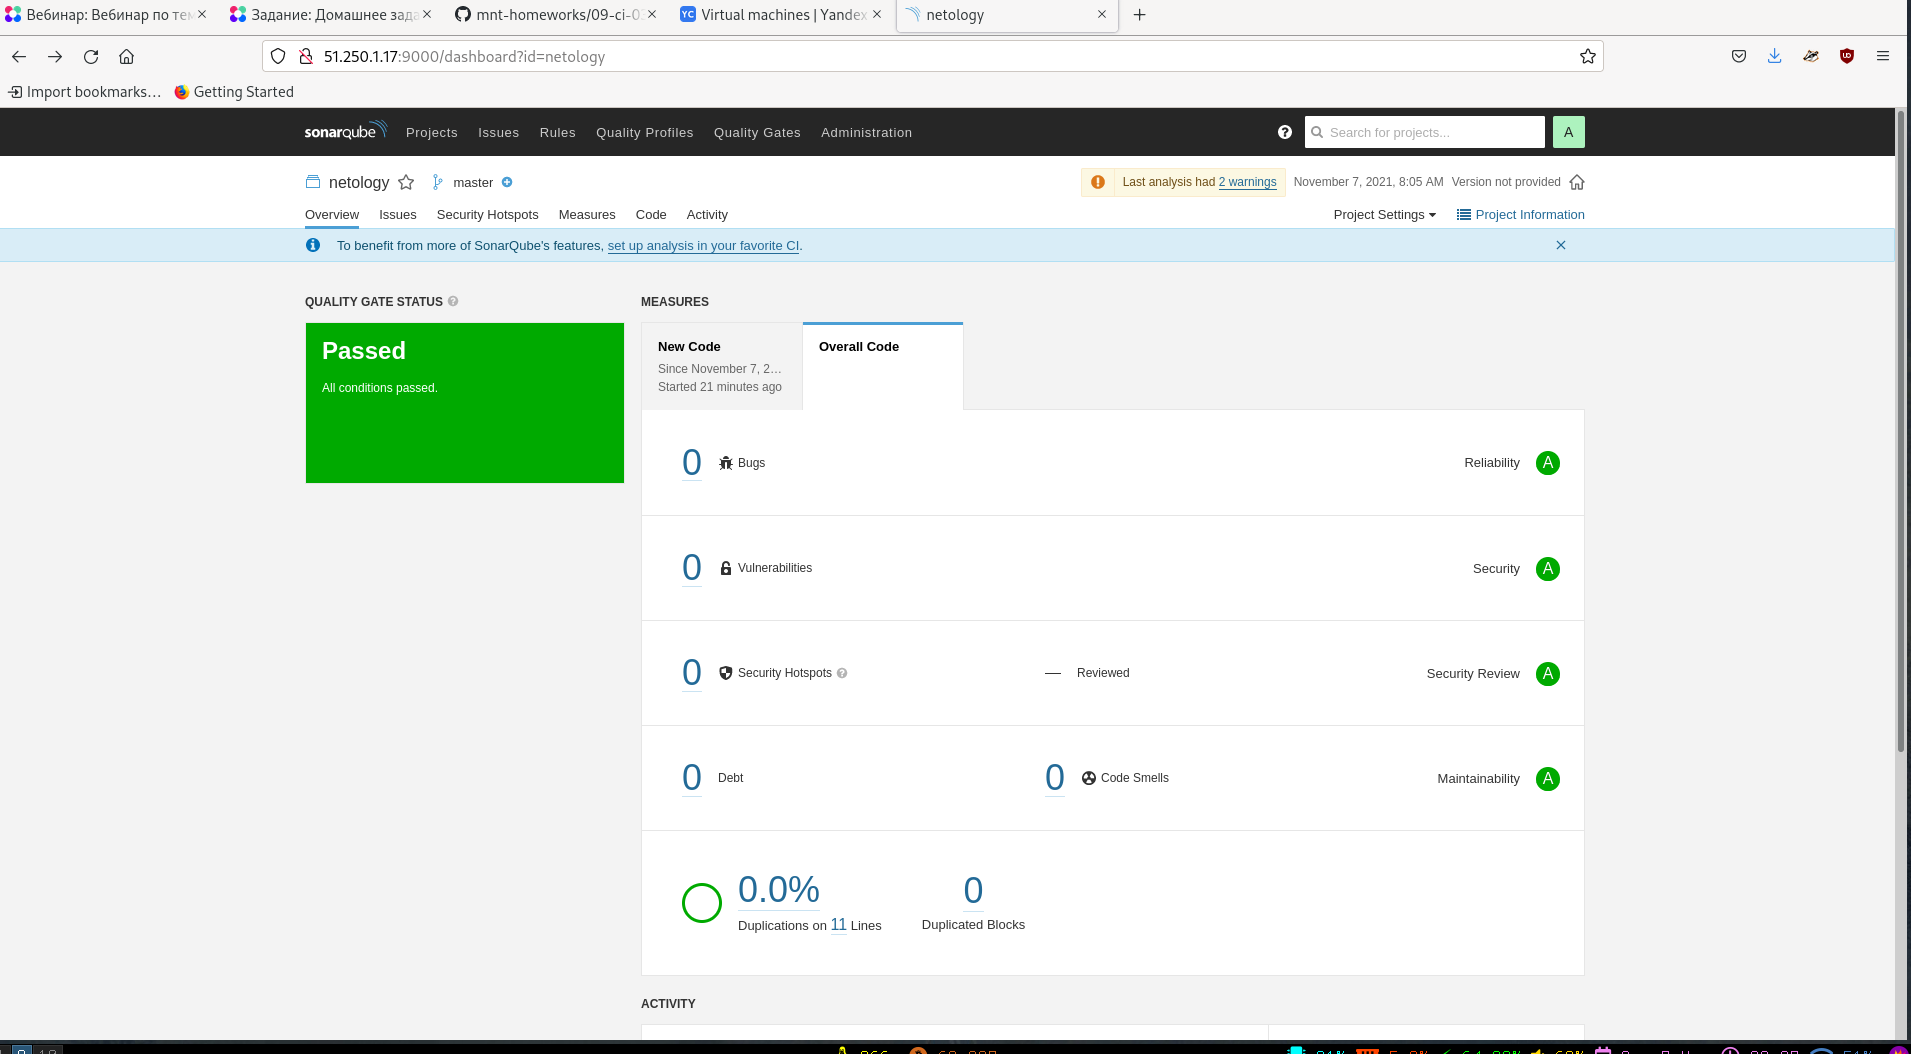 Вебинар: Вебинар по тем
Задание: Домашнее зада
mnt-homeworks/09-ci-03
Virtual machines | Yandex
netology
51.250.1.17:9000/dashboard?id=netology
Import bookmarks...
Getting Started
sonarqube
Projects
Issues
Rules
Quality Profiles
Quality Gates
Administration
Search for projects...
A
netology
master
Last analysis had 2 warnings
November 7, 2021, 8:05 AM
Version not provided
Overview
Issues
Security Hotspots
Measures
Code
Activity
Project Settings
Project Information
To benefit from more of SonarQube's features, set up analysis in your favorite CI.
QUALITY GATE STATUS
Passed
All conditions passed.
MEASURES
New Code
Since November 7, 2...
Started 21 minutes ago
Overall Code
0 Bugs
Reliability A
0 Vulnerabilities
Security A
0 Security Hotspots
— Reviewed
Security Review A
0 Debt
0 Code Smells
Maintainability A
0.0%
Duplications on 11 Lines
0
Duplicated Blocks
ACTIVITY